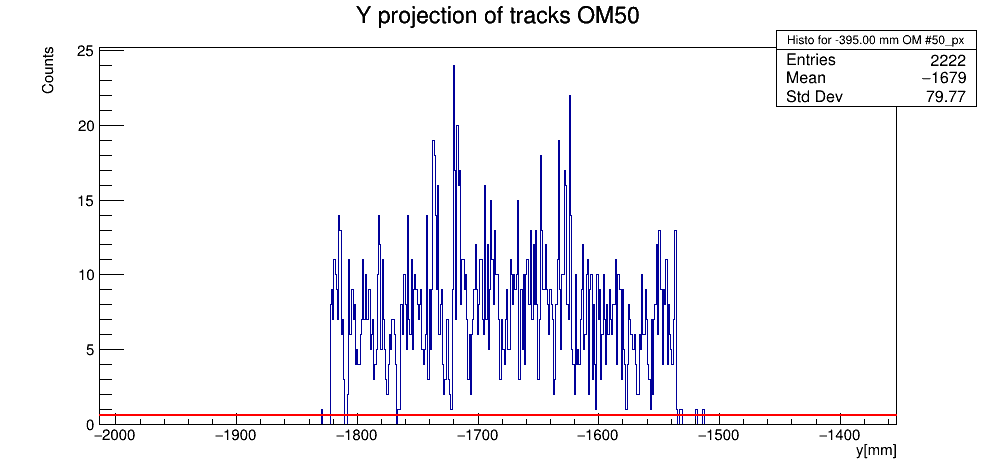 Y projection of tracks OM50
Histo for -395.00 mm OM #50_px
Entries 2222
Mean −1679
Std Dev 79.77
Counts
25
20
15
10
5
0
−2000 −1900 −1800 −1700 −1600 −1500 −1400
y[mm]